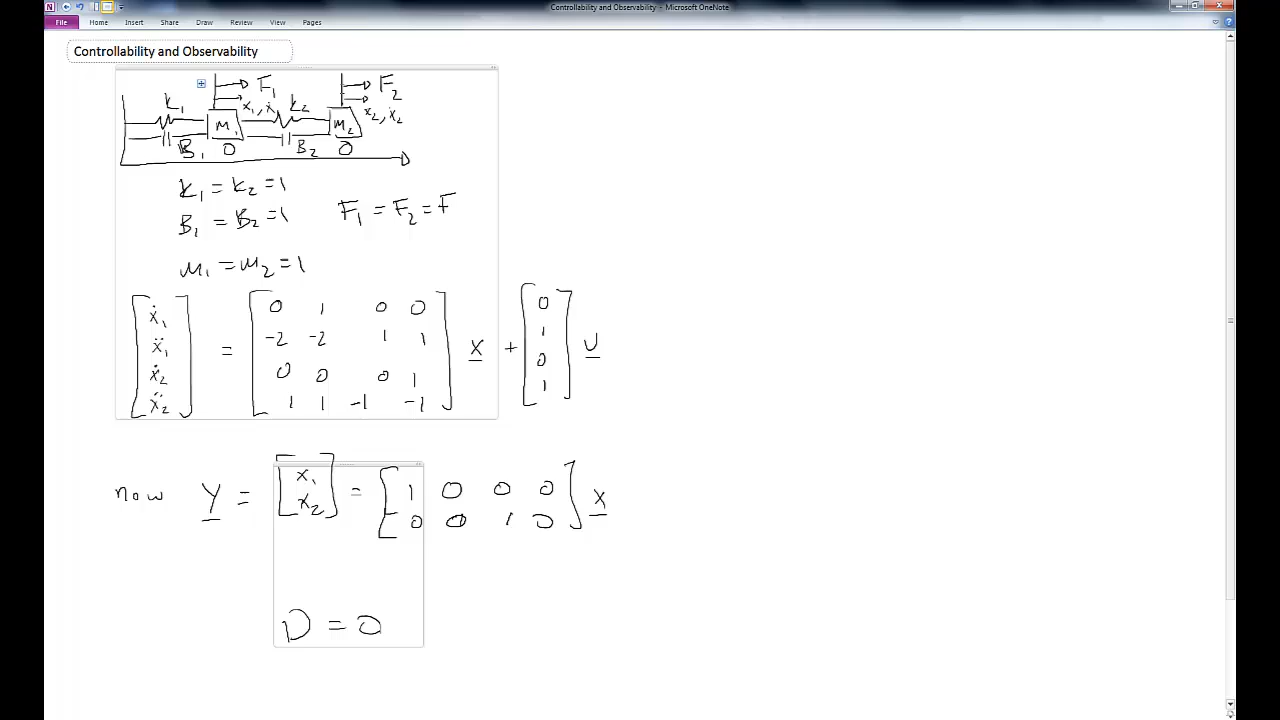 Controllability and Observability - Microsoft OneNote
File Home Insert Share Draw Review View Pages
Controllability and Observability
F₁ F₂
K₁ x₁, ẋ₁ K₂ x₂, ẋ₂
M₁ M₂
B₁ 0 B₂ 0
K₁ = K₂ = 1
B₁ = B₂ = 1 F₁ = F₂ = F
M₁ = M₂ = 1
ẋ₁ 0 1 0 0 0
ẍ₁ -2 -2 1 1 1
= X + U
ẋ₂ 0 0 0 1 0
ẍ₂ 1 1 -1 -1 1
now Y = [x₁ x₂] = [1 0 0 0
0 0 1 0] X
D = 0